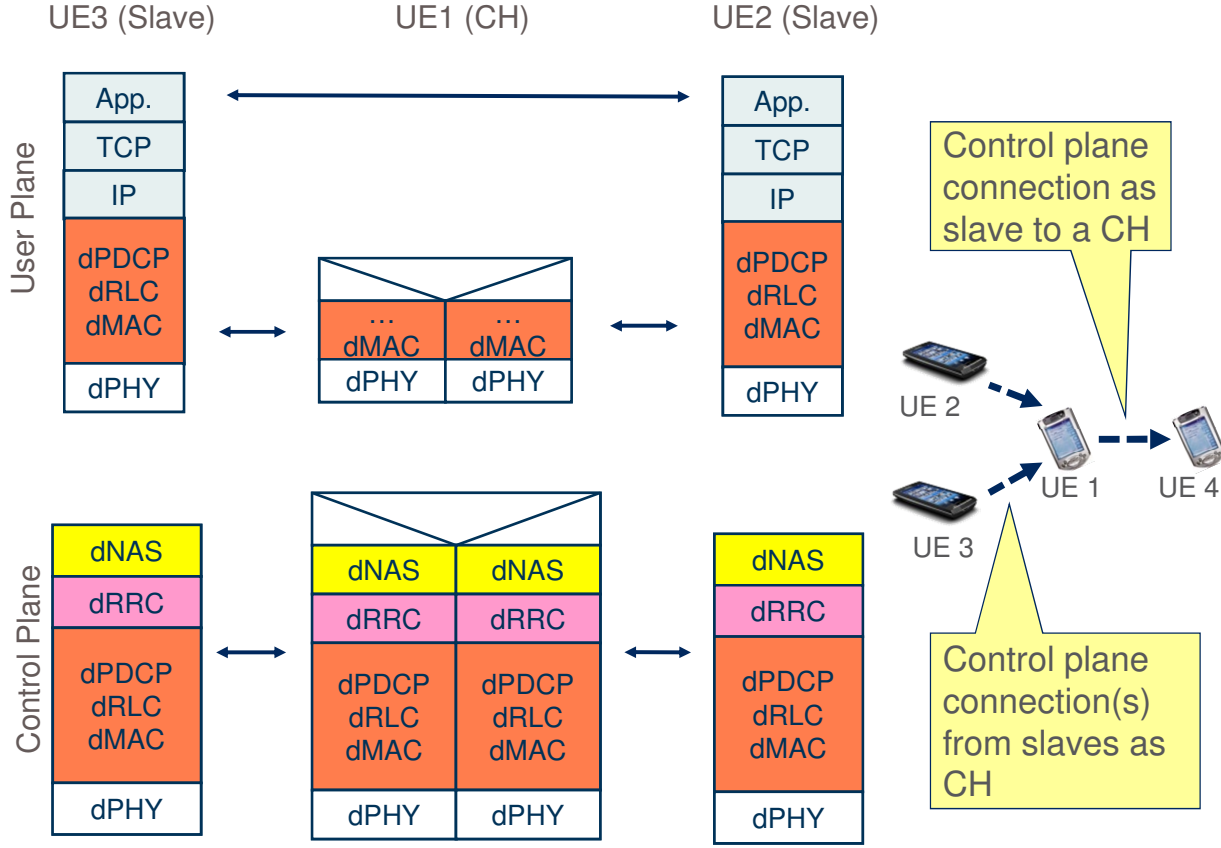 UE3 (Slave)
UE1 (CH)
UE2 (Slave)
User Plane
App.
TCP
IP
dPDCP
dRLC
dMAC
dPHY
...
dMAC
dPHY
...
dMAC
dPHY
App.
TCP
IP
dPDCP
dRLC
dMAC
dPHY
Control Plane
dNAS
dRRC
dPDCP
dRLC
dMAC
dPHY
dNAS
dRRC
dPDCP
dRLC
dMAC
dPHY
dNAS
dRRC
dPDCP
dRLC
dMAC
dPHY
dNAS
dRRC
dPDCP
dRLC
dMAC
dPHY
Control plane
connection as
slave to a CH
UE 2
UE 1
UE 4
UE 3
Control plane
connection(s)
from slaves as
CH